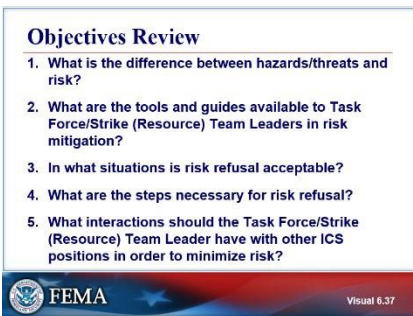 Objectives Review
1. What is the difference between hazards/threats and
risk?
2. What are the tools and guides available to Task
Force/Strike (Resource) Team Leaders in risk
mitigation?
3. In what situations is risk refusal acceptable?
4. What are the steps necessary for risk refusal?
5. What interactions should the Task Force/Strike
(Resource) Team Leader have with other ICS
positions in order to minimize risk?
FEMA
Visual 6.37